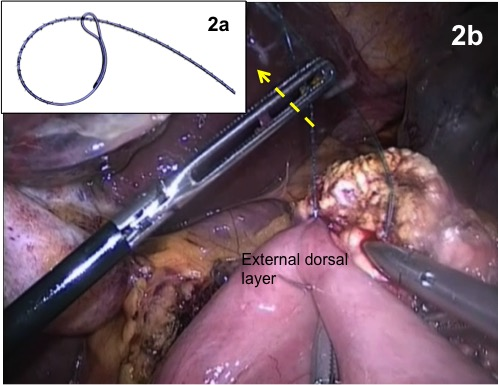 2a
2b
External dorsal
layer